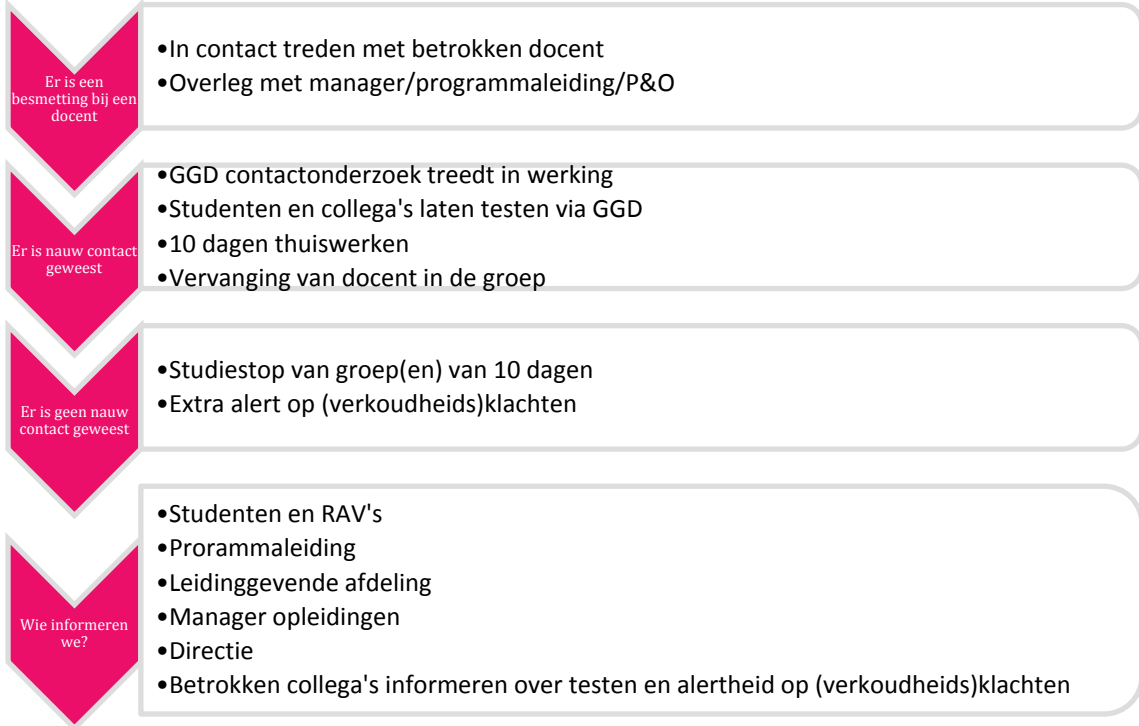 Er is een
besmetting bij een
docent
•In contact treden met betrokken docent
•Overleg met manager/programmaleiding/P&O
Er is nauw contact
geweest
•GGD contactonderzoek treedt in werking
•Studenten en collega's laten testen via GGD
•10 dagen thuiswerken
•Vervanging van docent in de groep
Er is geen nauw
contact geweest
•Studiestop van groep(en) van 10 dagen
•Extra alert op (verkoudheids)klachten
Wie informeren
we?
•Studenten en RAV's
•Prorammaleiding
•Leidinggevende afdeling
•Manager opleidingen
•Directie
•Betrokken collega's informeren over testen en alertheid op (verkoudheids)klachten